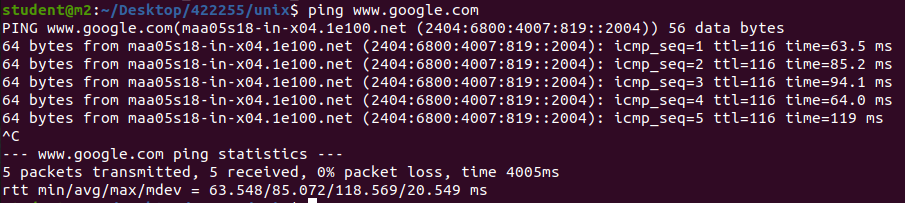 student@m2:~/Desktop/422255/unix$ ping www.google.com
PING www.google.com(maa05s18-in-x04.1e100.net (2404:6800:4007:819::2004)) 56 data bytes
64 bytes from maa05s18-in-x04.1e100.net (2404:6800:4007:819::2004): icmp_seq=1 ttl=116 time=63.5 ms
64 bytes from maa05s18-in-x04.1e100.net (2404:6800:4007:819::2004): icmp_seq=2 ttl=116 time=85.2 ms
64 bytes from maa05s18-in-x04.1e100.net (2404:6800:4007:819::2004): icmp_seq=3 ttl=116 time=94.1 ms
64 bytes from maa05s18-in-x04.1e100.net (2404:6800:4007:819::2004): icmp_seq=4 ttl=116 time=64.0 ms
64 bytes from maa05s18-in-x04.1e100.net (2404:6800:4007:819::2004): icmp_seq=5 ttl=116 time=119 ms
^C
--- www.google.com ping statistics ---
5 packets transmitted, 5 received, 0% packet loss, time 4005ms
rtt min/avg/max/mdev = 63.548/85.072/118.569/20.549 ms